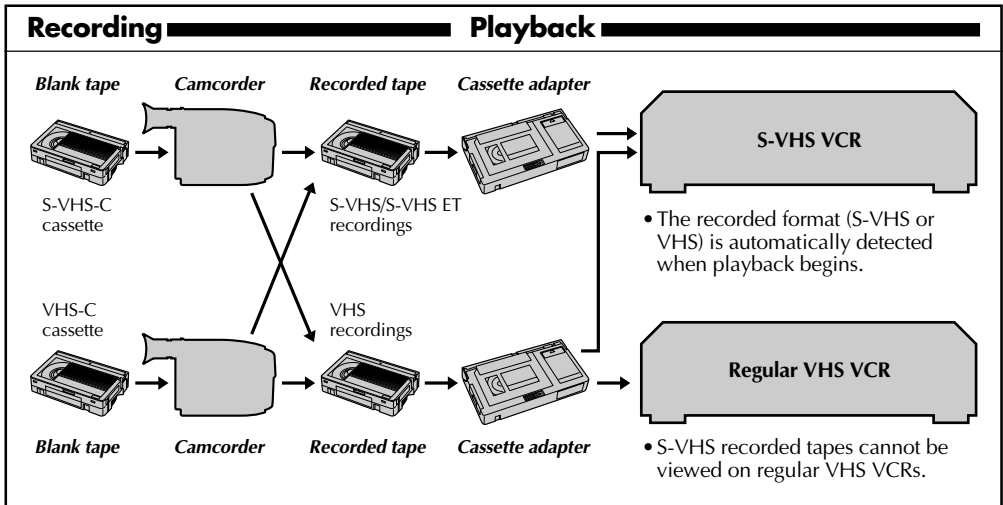 Recording
Playback
Blank tape
Camcorder
Recorded tape
Cassette adapter
S-VHS-C
cassette
S-VHS/S-VHS ET
recordings
S-VHS VCR
• The recorded format (S-VHS or
VHS) is automatically detected
when playback begins.
VHS-C
cassette
VHS
recordings
Regular VHS VCR
Blank tape
Camcorder
Recorded tape
Cassette adapter
• S-VHS recorded tapes cannot be
viewed on regular VHS VCRs.